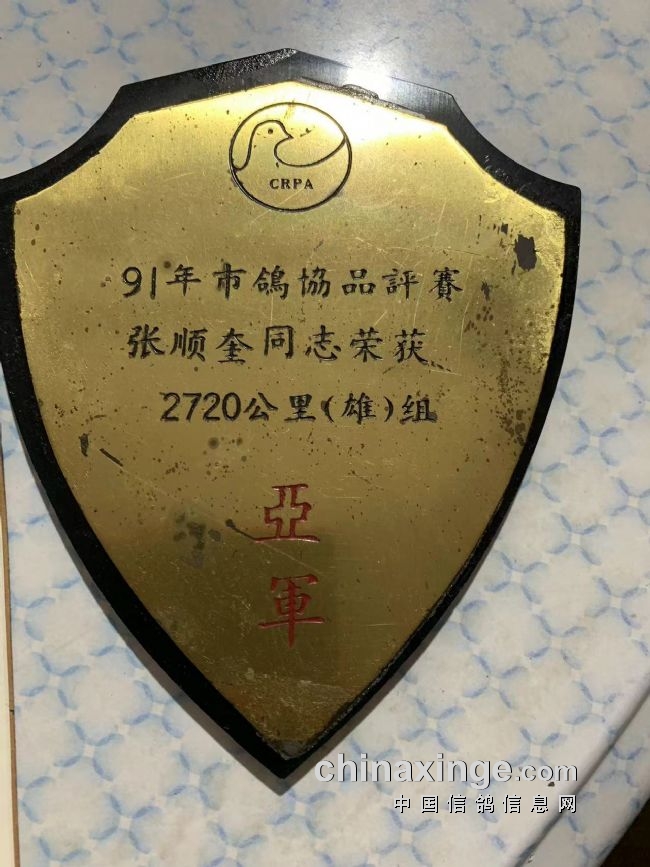 CRPA
91年市鴿協品評賽
张顺奎同志荣获
2720公里(雄)组
亞
軍
chinaxinge.com
中国信鸽信息网